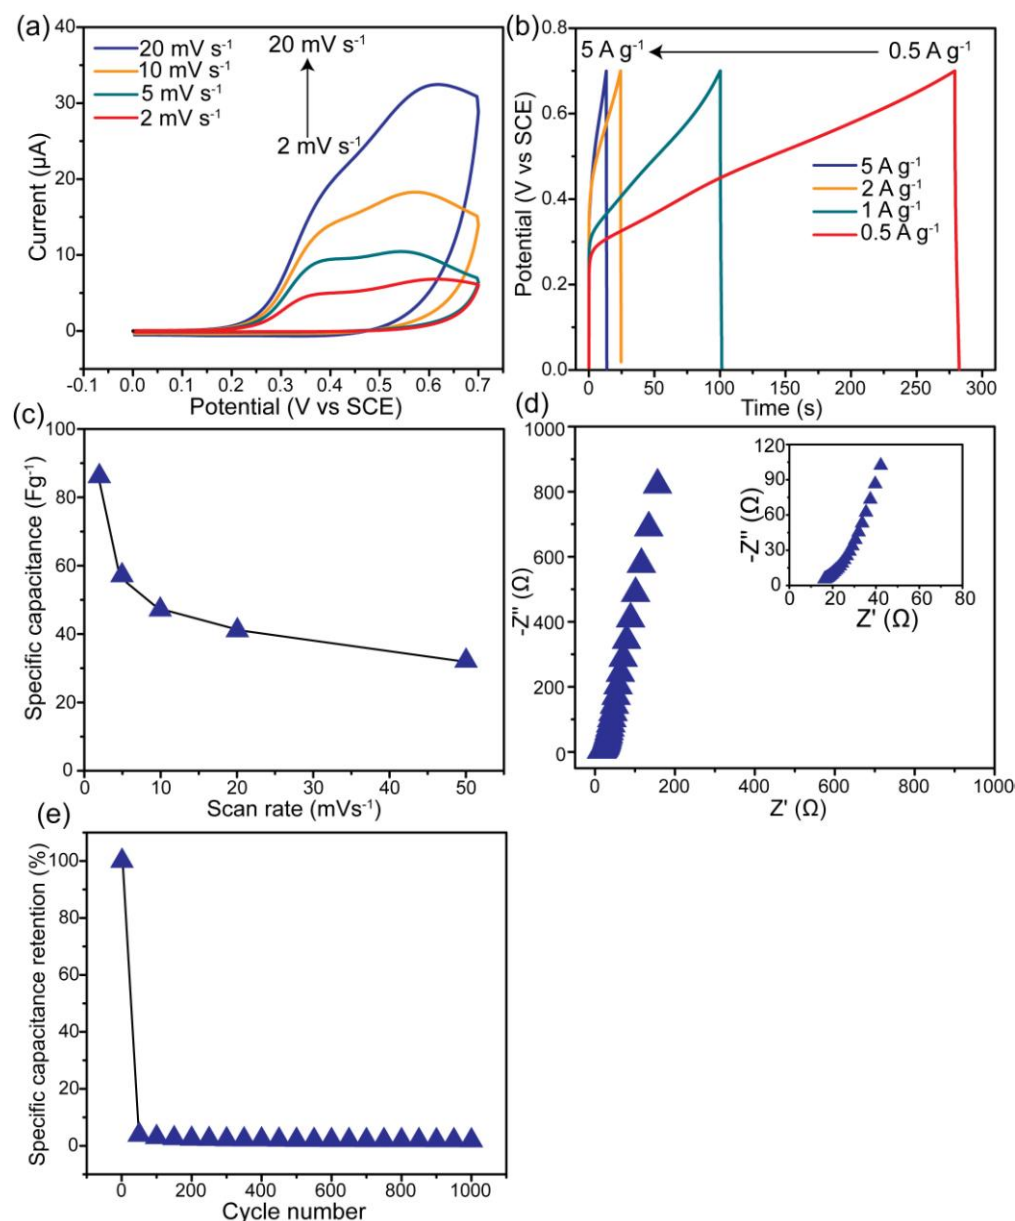 (a)
20 mV s⁻¹
10 mV s⁻¹
5 mV s⁻¹
2 mV s⁻¹
20 mV s⁻¹
2 mV s⁻¹
Current (μA)
40
30
20
10
0
-0.1 0.0 0.1 0.2 0.3 0.4 0.5 0.6 0.7
Potential (V vs SCE)
(b)
5 A g⁻¹
0.5 A g⁻¹
5 A g⁻¹
2 A g⁻¹
1 A g⁻¹
0.5 A g⁻¹
Potential (V vs SCE)
0.8
0.6
0.4
0.2
0.0
0 50 100 150 200 250 300
Time (s)
(c)
Specific capacitance (Fg⁻¹)
100
80
60
40
20
0
0 10 20 30 40 50
Scan rate (mVs⁻¹)
(d)
-Z'' (Ω)
1000
800
600
400
200
0
0 200 400 600 800 1000
Z' (Ω)
-Z'' (Ω)
120
90
60
30
0
0 20 40 60 80
Z' (Ω)
(e)
Specific capacitance retention (%)
100
80
60
40
20
0
0 200 400 600 800 1000
Cycle number